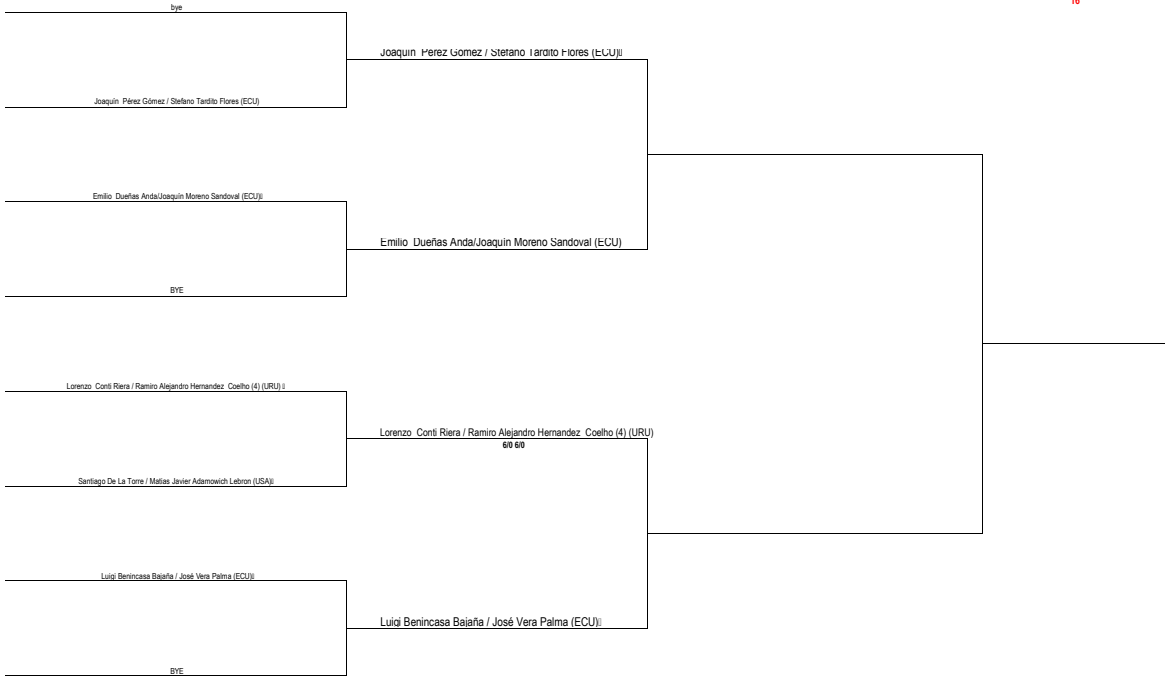 16
bye
Joaquín Pérez Gómez / Stefano Tardito Flores (ECU)
Joaquín Pérez Gómez / Stefano Tardito Flores (ECU)
Emilio Dueñas Anda/Joaquín Moreno Sandoval (ECU)
Emilio Dueñas Anda/Joaquín Moreno Sandoval (ECU)
BYE
Lorenzo Conti Riera / Ramiro Alejandro Hernandez Coelho (4) (URU)
Lorenzo Conti Riera / Ramiro Alejandro Hernandez Coelho (4) (URU)
6/0 6/0
Santiago De La Torre / Matias Javier Adamowich Lebron (USA)
Luigi Benincasa Bajaña / José Vera Palma (ECU)
Luigi Benincasa Bajaña / José Vera Palma (ECU)
BYE